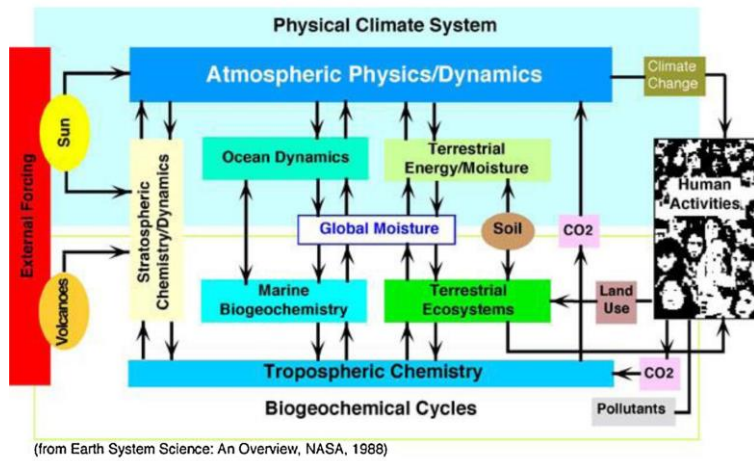 Physical Climate System
Atmospheric Physics/Dynamics
Climate
Change
External Forcing
Sun
Volcanoes
Stratospheric
Chemistry/Dynamics
Ocean Dynamics
Terrestrial
Energy/Moisture
Human
Activities
Global Moisture
Soil
CO2
Marine
Biogeochemistry
Terrestrial
Ecosystems
Land
Use
Tropospheric Chemistry
CO2
Biogeochemical Cycles
Pollutants
(from Earth System Science: An Overview, NASA, 1988)